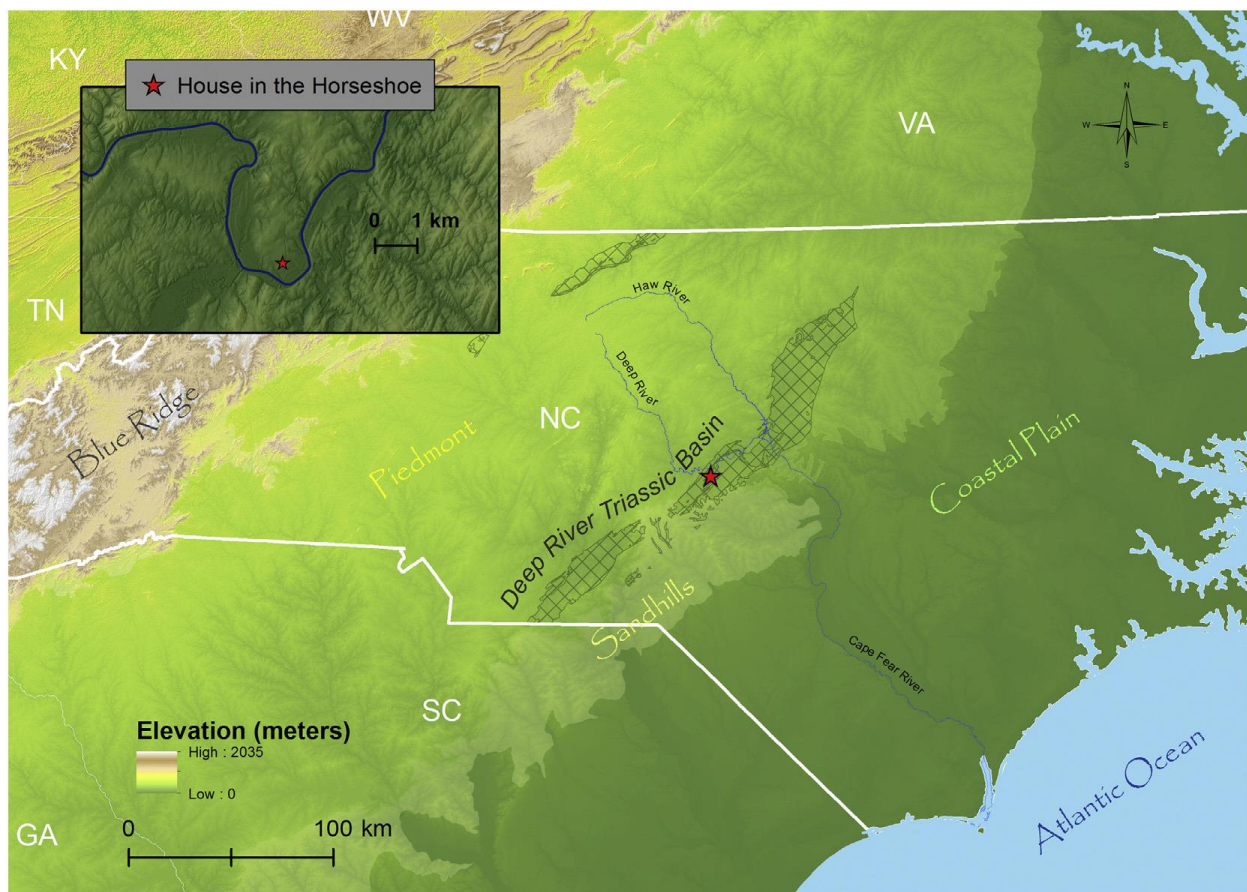 WV
KY
House in the Horseshoe
VA
N
W E
S
0 1 km
TN
Haw River
Deep River
Blue Ridge
Piedmont
NC
Deep River Triassic Basin
Coastal Plain
Sandhills
Cape Fear River
SC
Elevation (meters)
High : 2035
Low : 0
Atlantic Ocean
GA
0 100 km